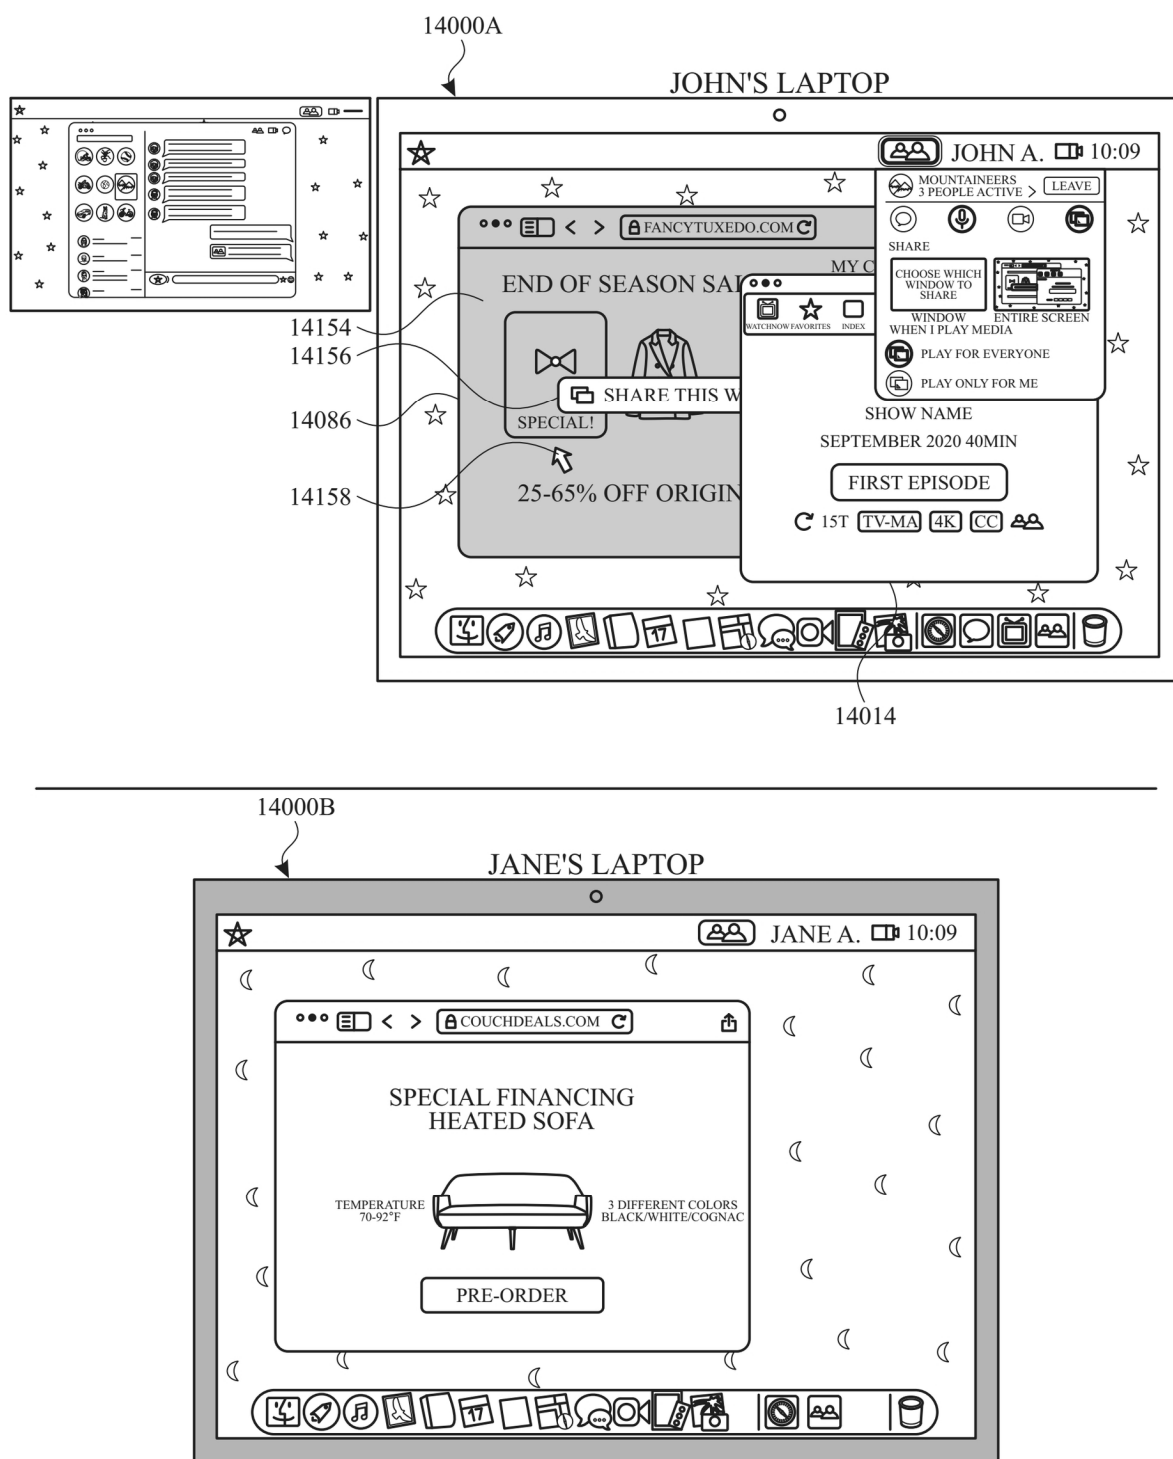 14000A
JOHN'S LAPTOP
JOHN A. 10:09
MOUNTAINEERS
3 PEOPLE ACTIVE > LEAVE
SHARE
CHOOSE WHICH
WINDOW TO
SHARE
WINDOW ENTIRE SCREEN
WHEN I PLAY MEDIA
PLAY FOR EVERYONE
PLAY ONLY FOR ME
FANCYTUXEDO.COM
MY C
END OF SEASON SAL
WATCHNOW FAVORITES INDEX
14154
14156
SHARE THIS W
14086
SPECIAL!
14158
25-65% OFF ORIGIN
SHOW NAME
SEPTEMBER 2020 40MIN
FIRST EPISODE
15T TV-MA 4K CC
17
14014
14000B
JANE'S LAPTOP
JANE A. 10:09
COUCHDEALS.COM
SPECIAL FINANCING
HEATED SOFA
TEMPERATURE
70-92°F
3 DIFFERENT COLORS
BLACK/WHITE/COGNAC
PRE-ORDER
17